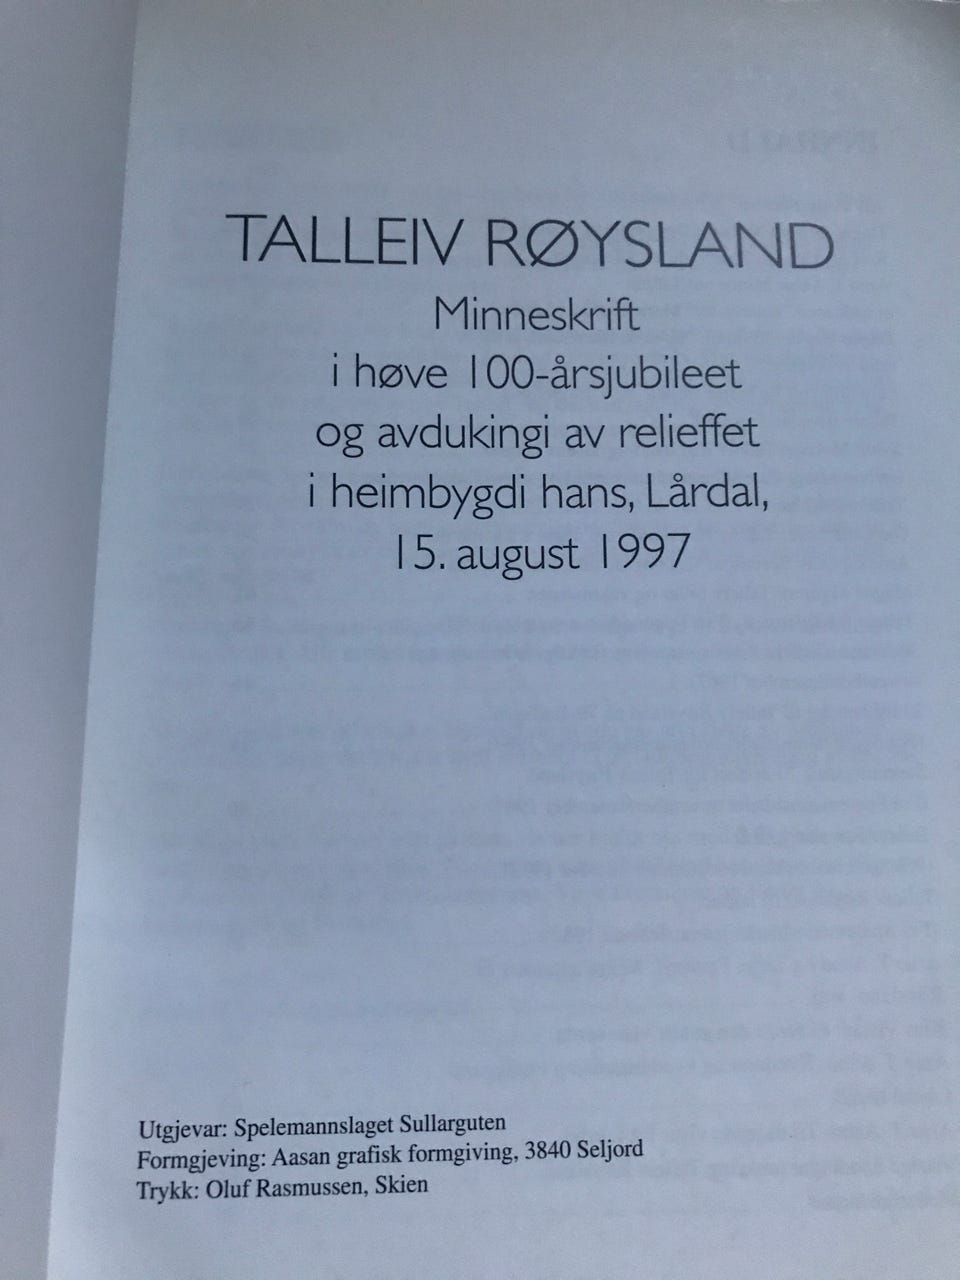 TALLEIV RØYSLAND
Minneskrift
i høve 100-årsjubileet
og avdukingi av relieffet
i heimbygdi hans, Lårdal,
15. august 1997
Utgjevar: Spelemannslaget Sullarguten
Formgjeving: Aasan grafisk formgiving, 3840 Seljord
Trykk: Oluf Rasmussen, Skien